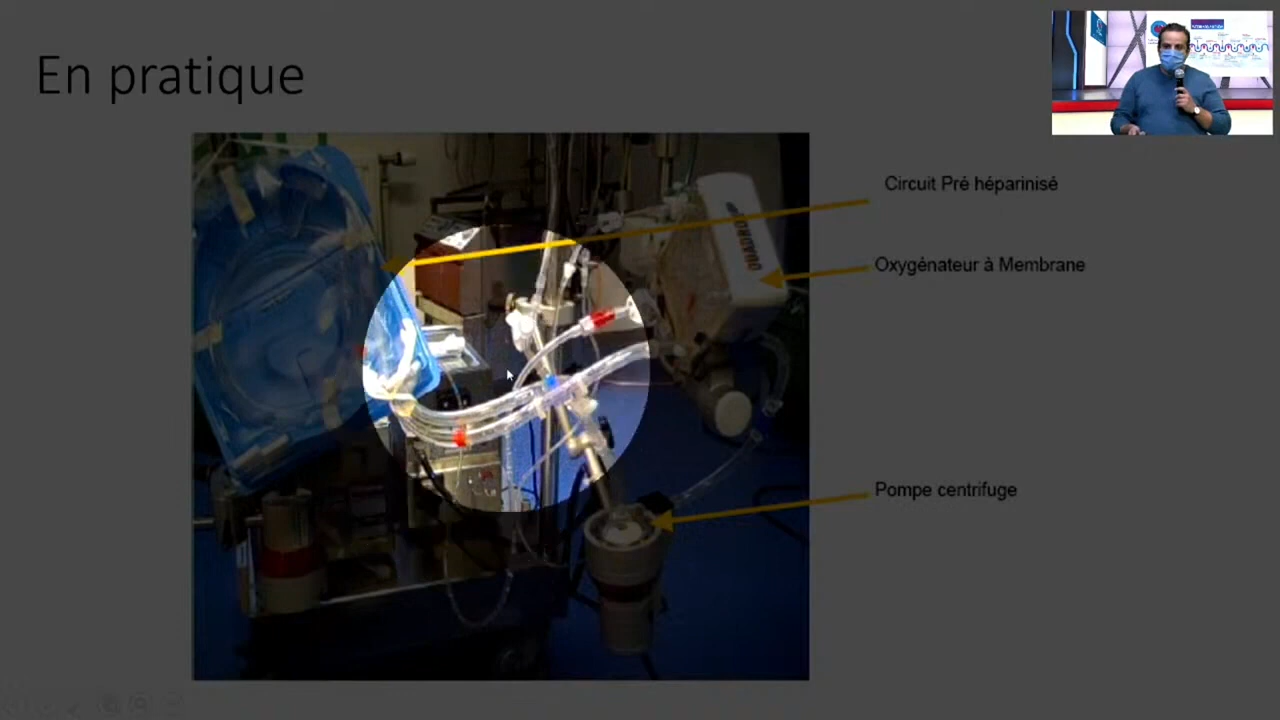 En pratique
Circuit Pré héparinisé
Oxygénateur à Membrane
Pompe centrifuge